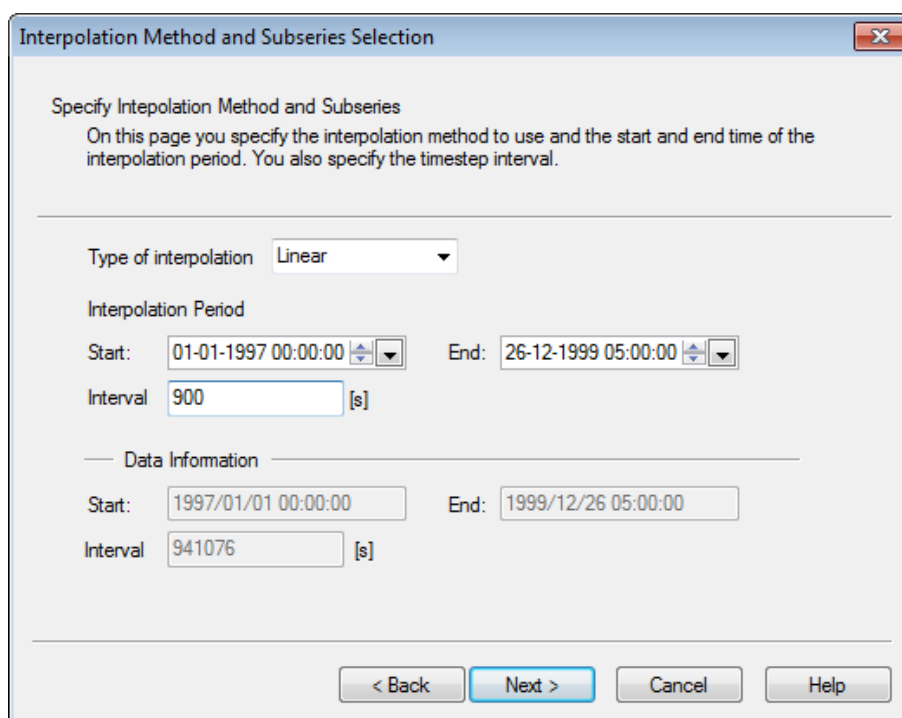 Interpolation Method and Subseries Selection
Specify Intepolation Method and Subseries
On this page you specify the interpolation method to use and the start and end time of the
interpolation period. You also specify the timestep interval.
Type of interpolation Linear
Interpolation Period
Start: 01-01-1997 00:00:00 End: 26-12-1999 05:00:00
Interval 900 [s]
Data Information
Start: 1997/01/01 00:00:00 End: 1999/12/26 05:00:00
Interval 941076 [s]
< Back Next > Cancel Help